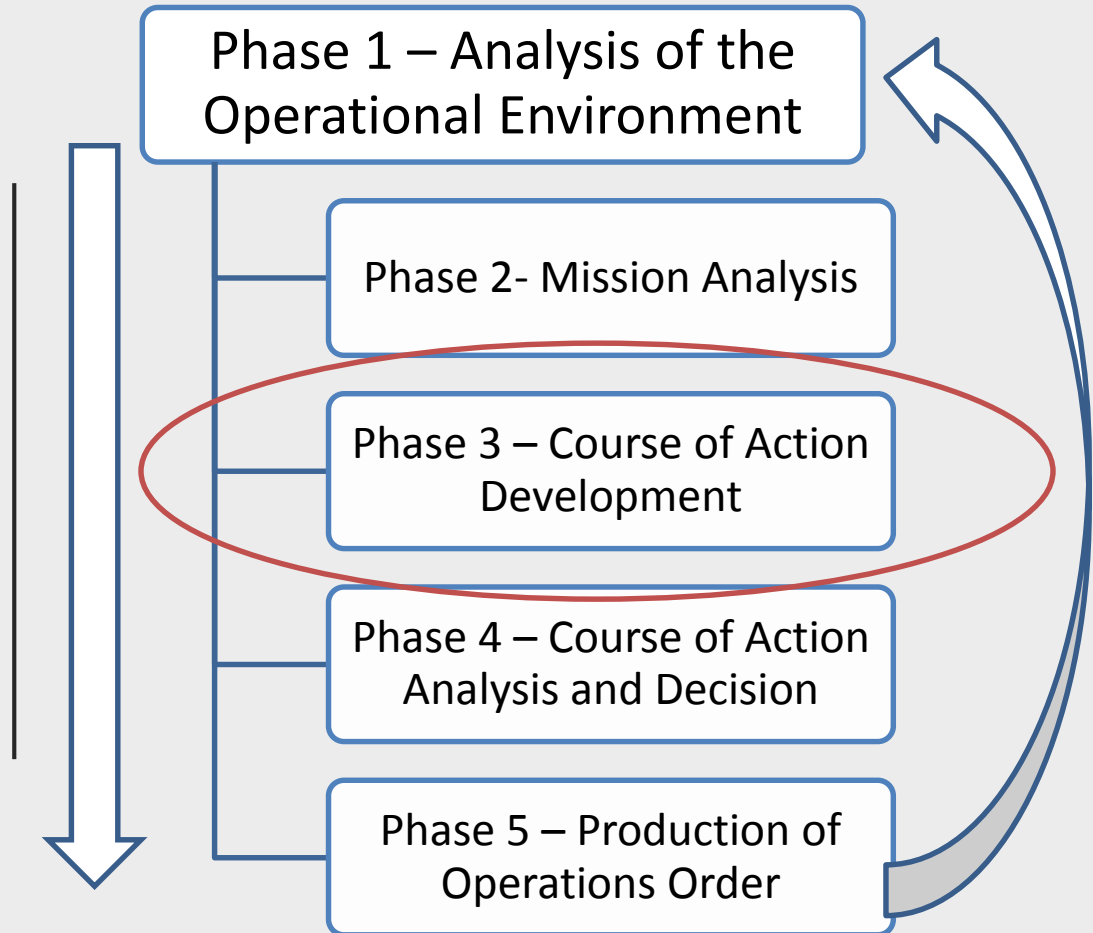 Phase 1 – Analysis of the
Operational Environment
Phase 2- Mission Analysis
Phase 3 – Course of Action
Development
Phase 4 – Course of Action
Analysis and Decision
Phase 5 – Production of
Operations Order